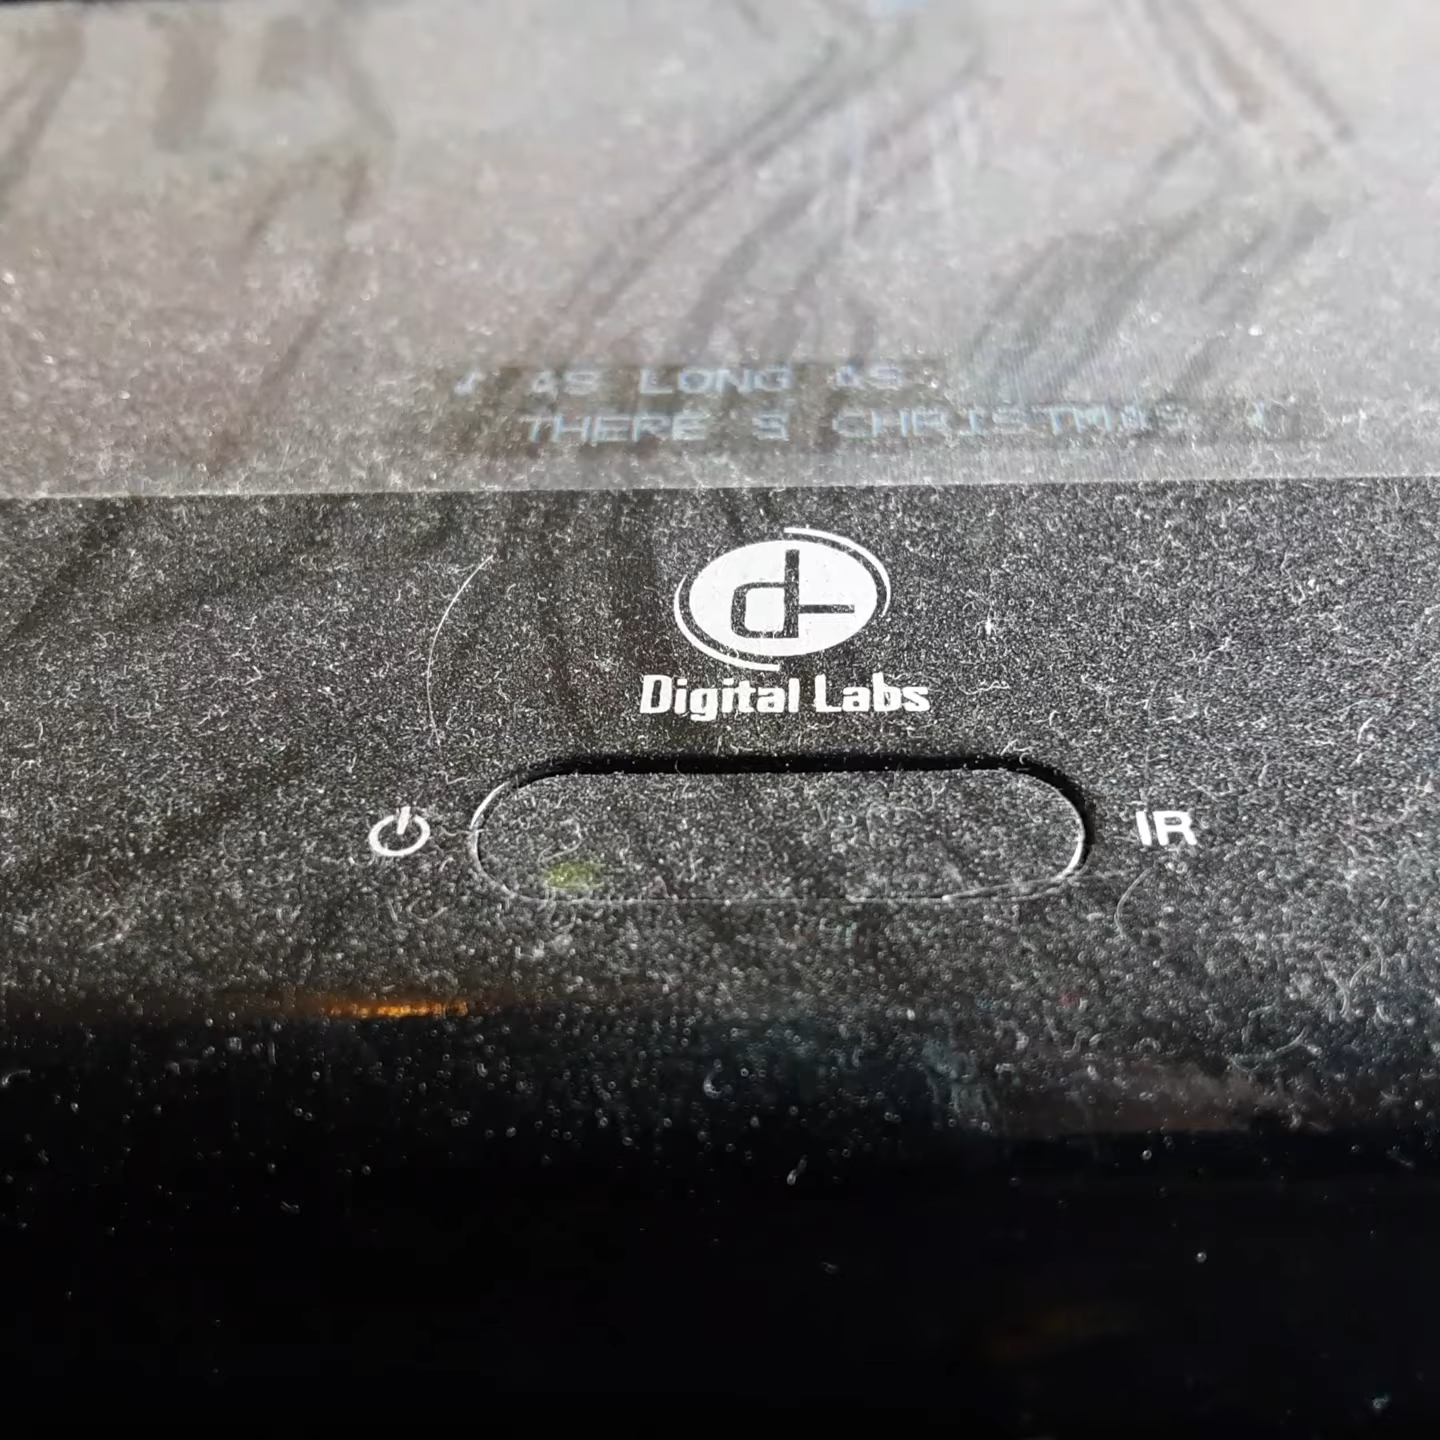 ♪ AS LONG AS
THERE S CHRISTMAS ♪
Digital Labs
IR